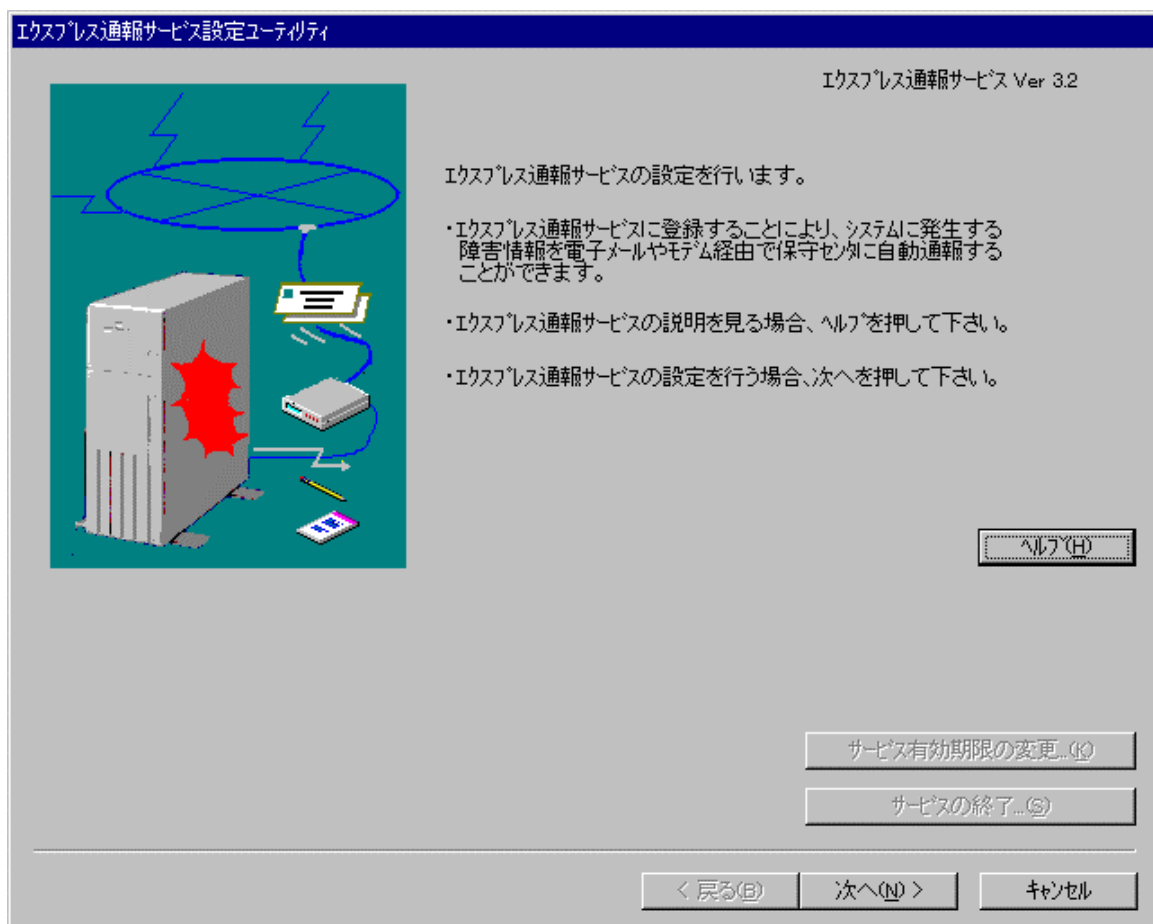 エクスプレス通報サービス設定ユーティリティ
エクスプレス通報サービス Ver 3.2
エクスプレス通報サービスの設定を行います。
・エクスプレス通報サービスに登録することにより、システムに発生する
障害情報を電子メールやモデム経由で保守センタに自動通報する
ことができます。
・エクスプレス通報サービスの説明を見る場合、ヘルプを押して下さい。
・エクスプレス通報サービスの設定を行う場合、次へを押して下さい。
ヘルプ(H)
サービス有効期限の変更...(K)
サービスの終了...(S)
< 戻る(B)
次へ(N) >
キャンセル